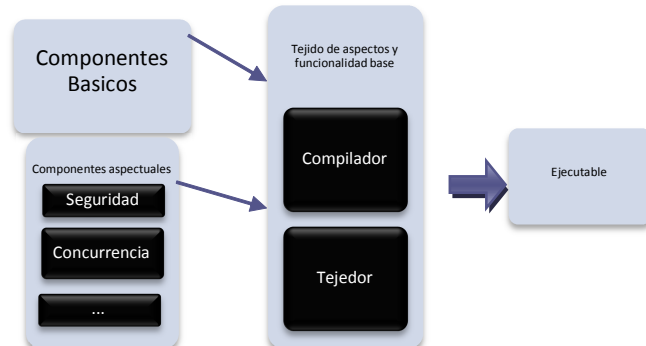 Componentes
Basicos
Componentes aspectuales
Seguridad
Concurrencia
...
Tejido de aspectos y
funcionalidad base
Compilador
Tejedor
Ejecutable